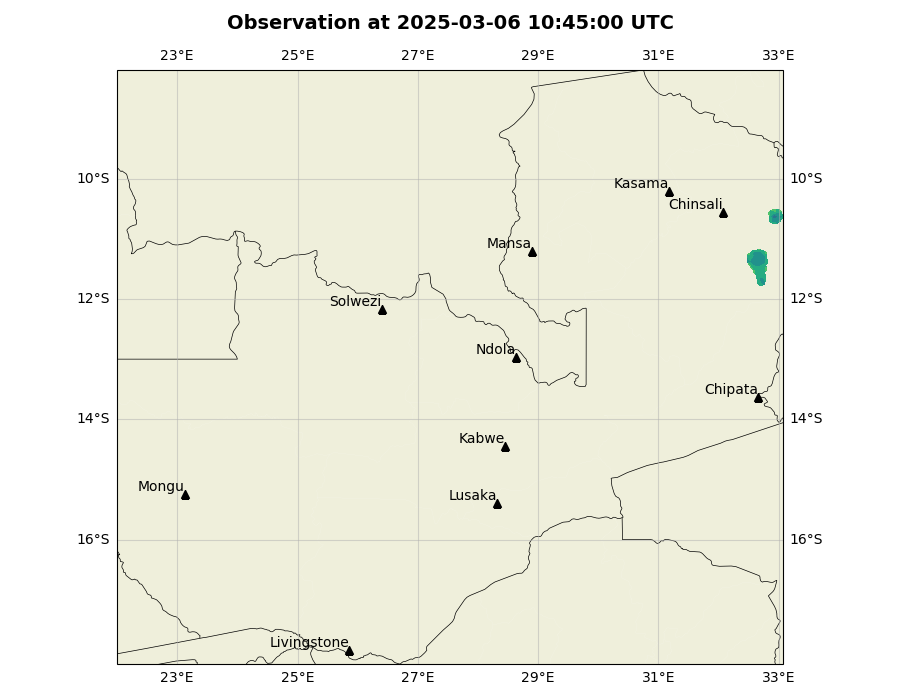 Observation at 2025-03-06 10:45:00 UTC
23°E 25°E 27°E 29°E 31°E 33°E
10°S 10°S
Kasama
Chinsali
Mansa
12°S 12°S
Solwezi
Ndola
Chipata
14°S 14°S
Kabwe
Mongu
Lusaka
16°S 16°S
Livingstone
23°E 25°E 27°E 29°E 31°E 33°E